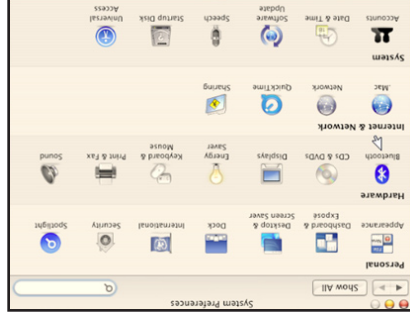 System Preferences
Show All
Personal
Appearance
Dashboard &
Exposé
Desktop &
Screen Saver
Dock
International
Security
Spotlight
Hardware
Bluetooth
CDs & DVDs
Displays
Energy
Saver
Keyboard &
Mouse
Print & Fax
Sound
Internet & Network
.Mac
Network
QuickTime
Sharing
System
Accounts
Date & Time
Software
Update
Speech
Startup Disk
Universal
Access